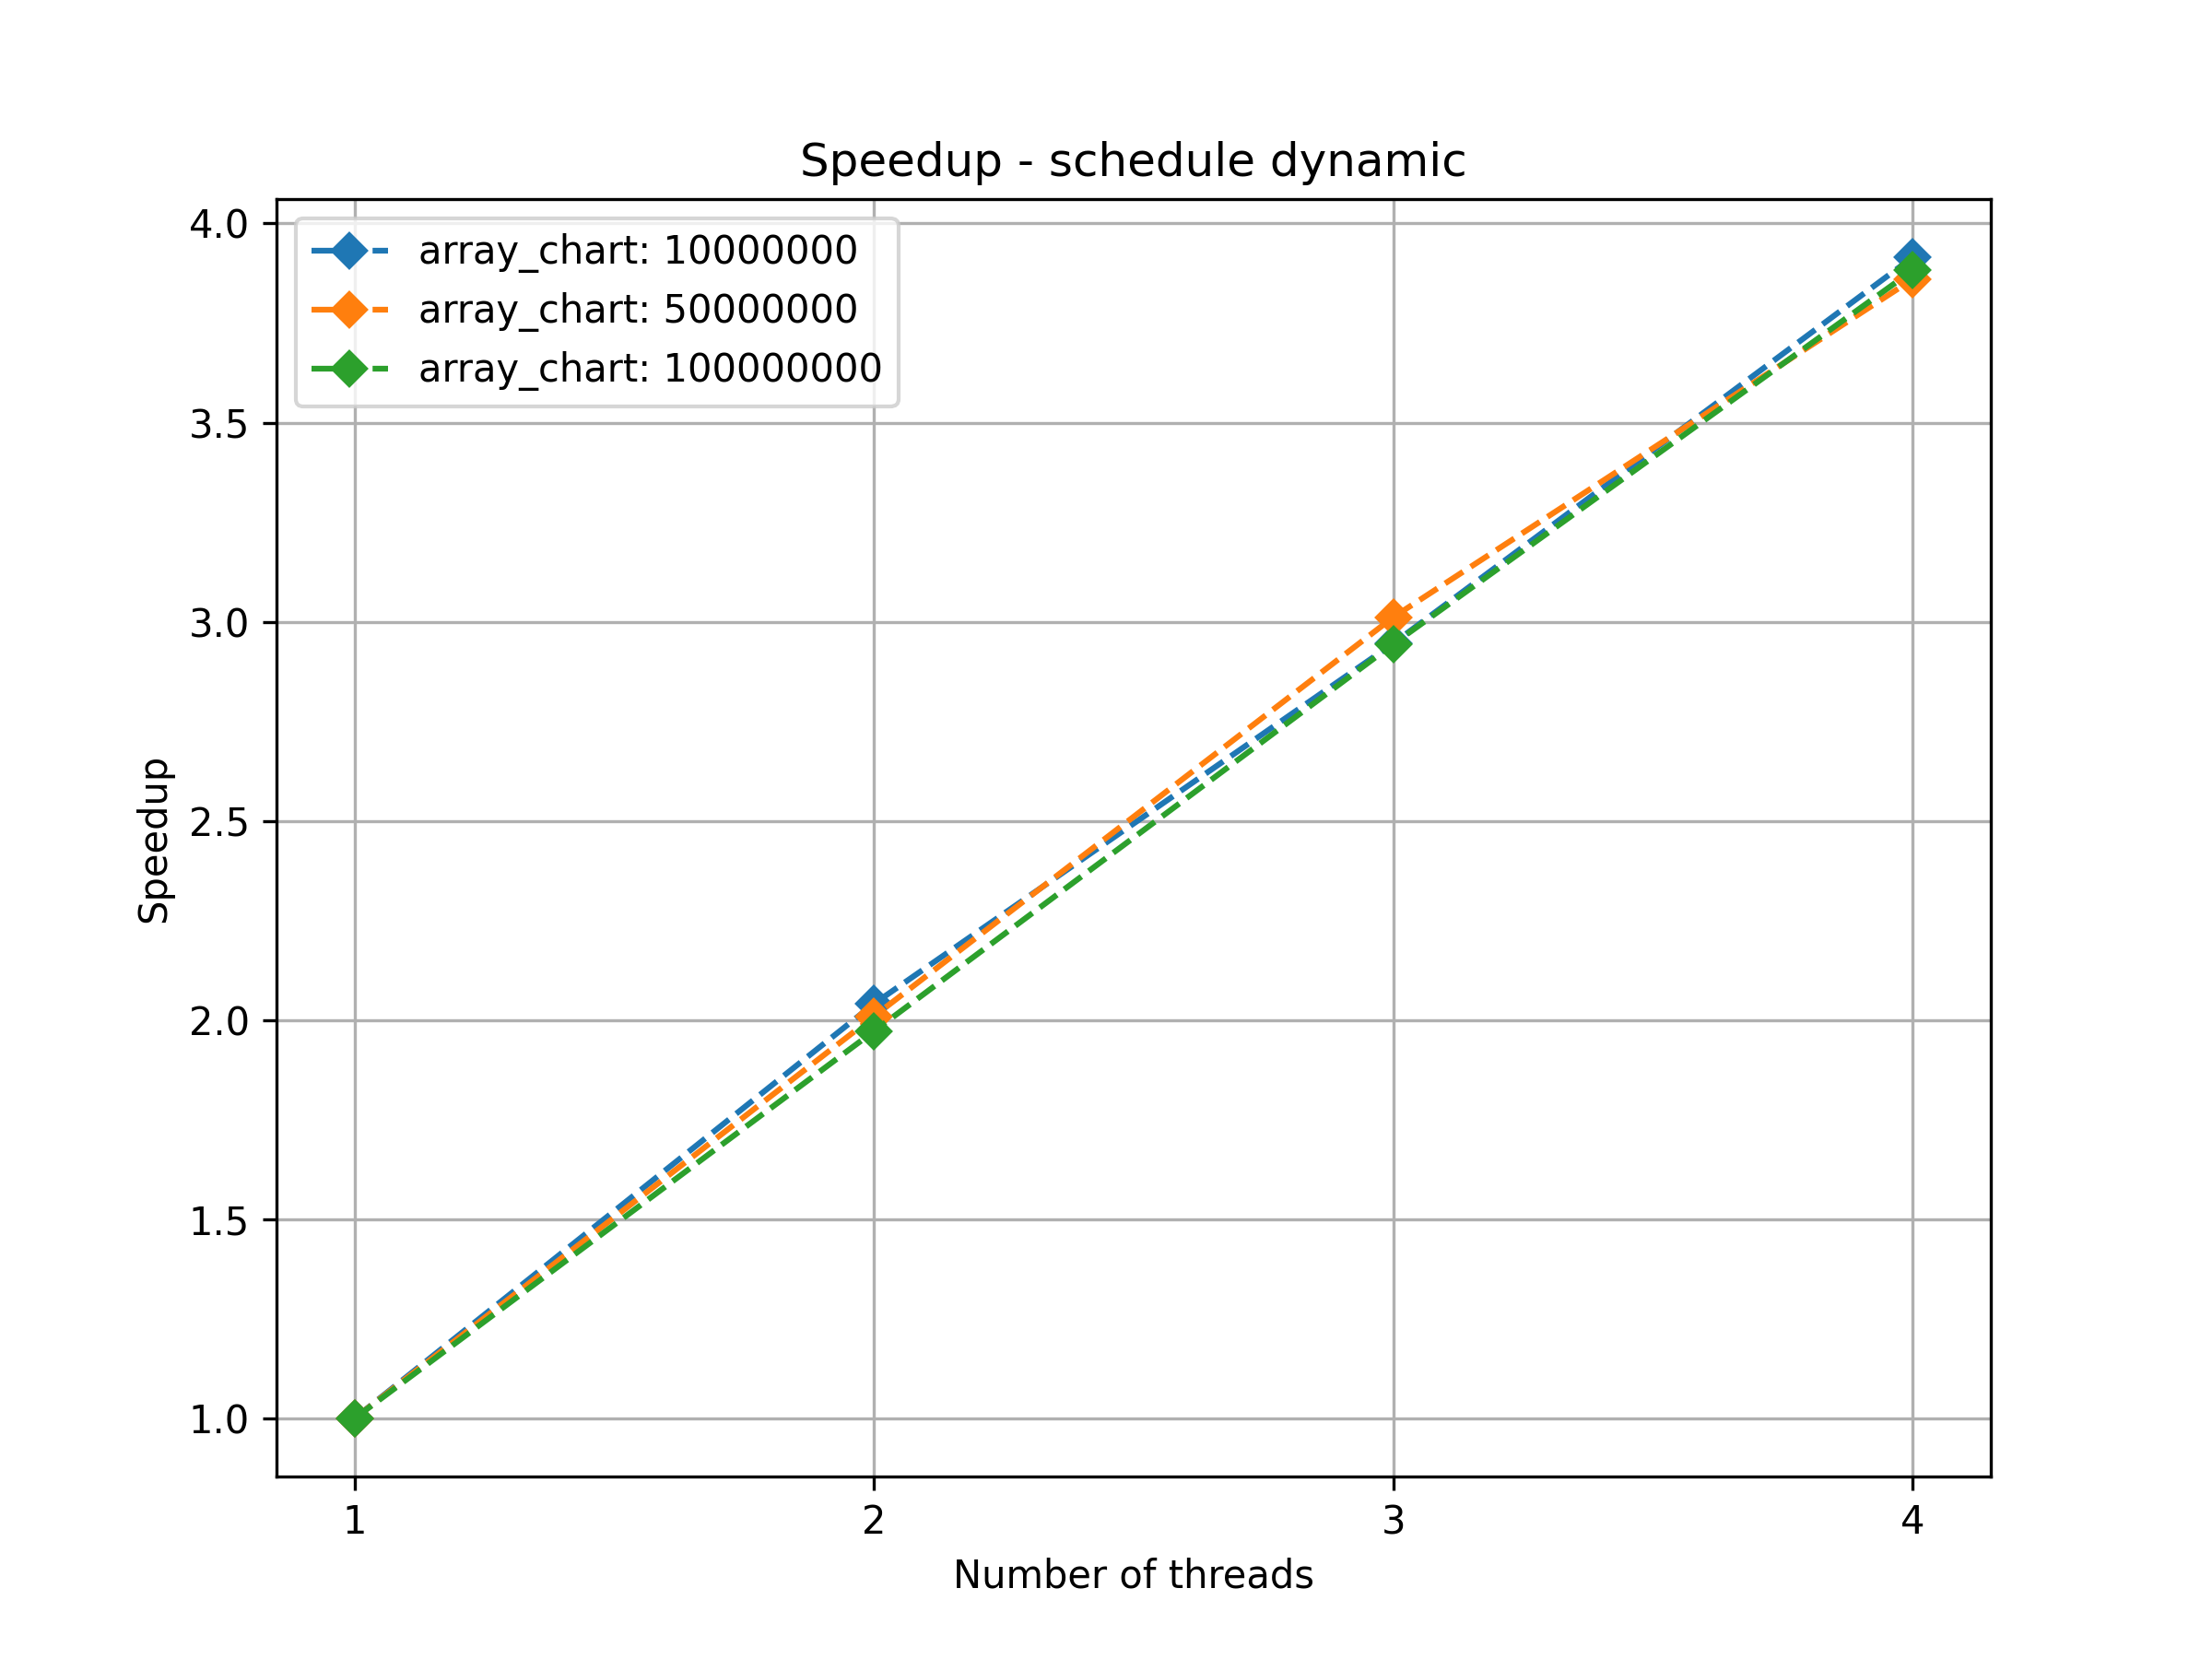 Speedup - schedule dynamic
4.0
3.5
3.0
2.5
2.0
1.5
1.0
Speedup
array_chart: 10000000
array_chart: 50000000
array_chart: 100000000
1 2 3 4
Number of threads